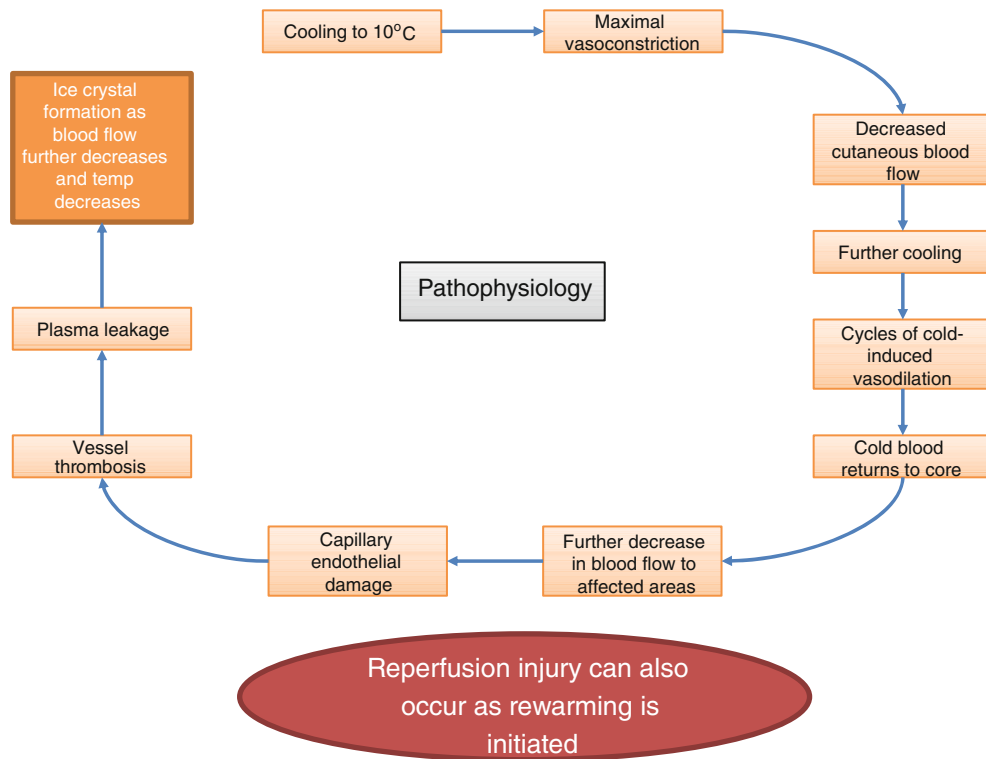 Cooling to 10°C
Maximal
vasoconstriction
Decreased
cutaneous blood
flow
Further cooling
Cycles of cold-
induced
vasodilation
Cold blood
returns to core
Further decrease
in blood flow to
affected areas
Capillary
endothelial
damage
Vessel
thrombosis
Plasma leakage
Ice crystal
formation as
blood flow
further decreases
and temp
decreases
Pathophysiology
Reperfusion injury can also
occur as rewarming is
initiated